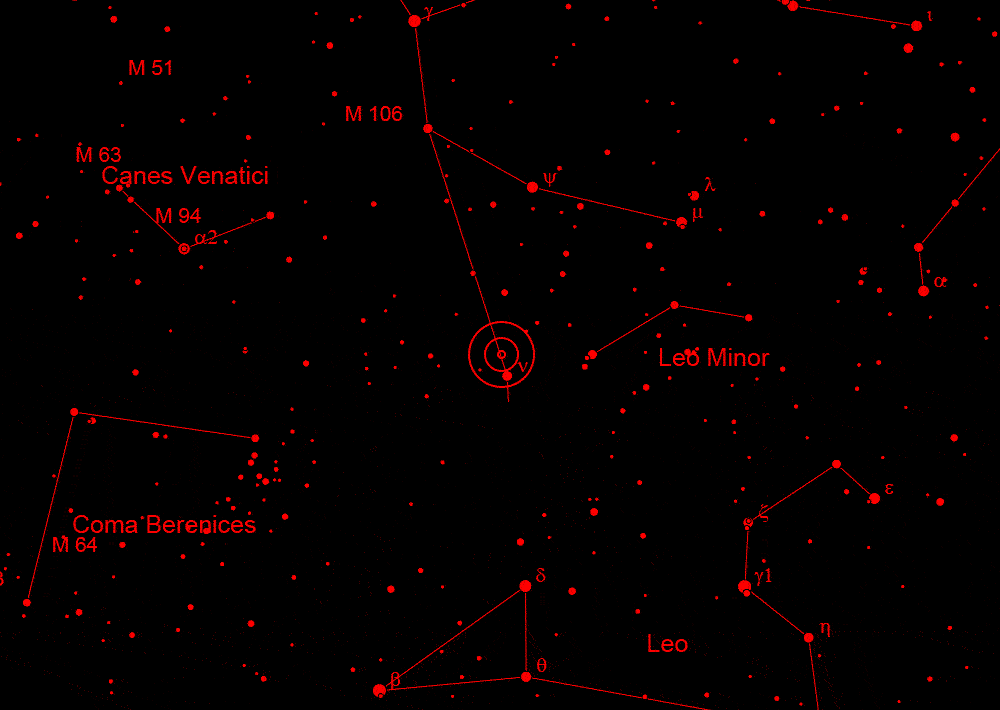 γ
ι
M 51
M 106
M 63
Canes Venatici
ψ
λ
M 94
μ
α2
α
Leo Minor
ν
ε
ζ
Coma Berenices
M 64
δ
γ1
η
Leo
θ
β